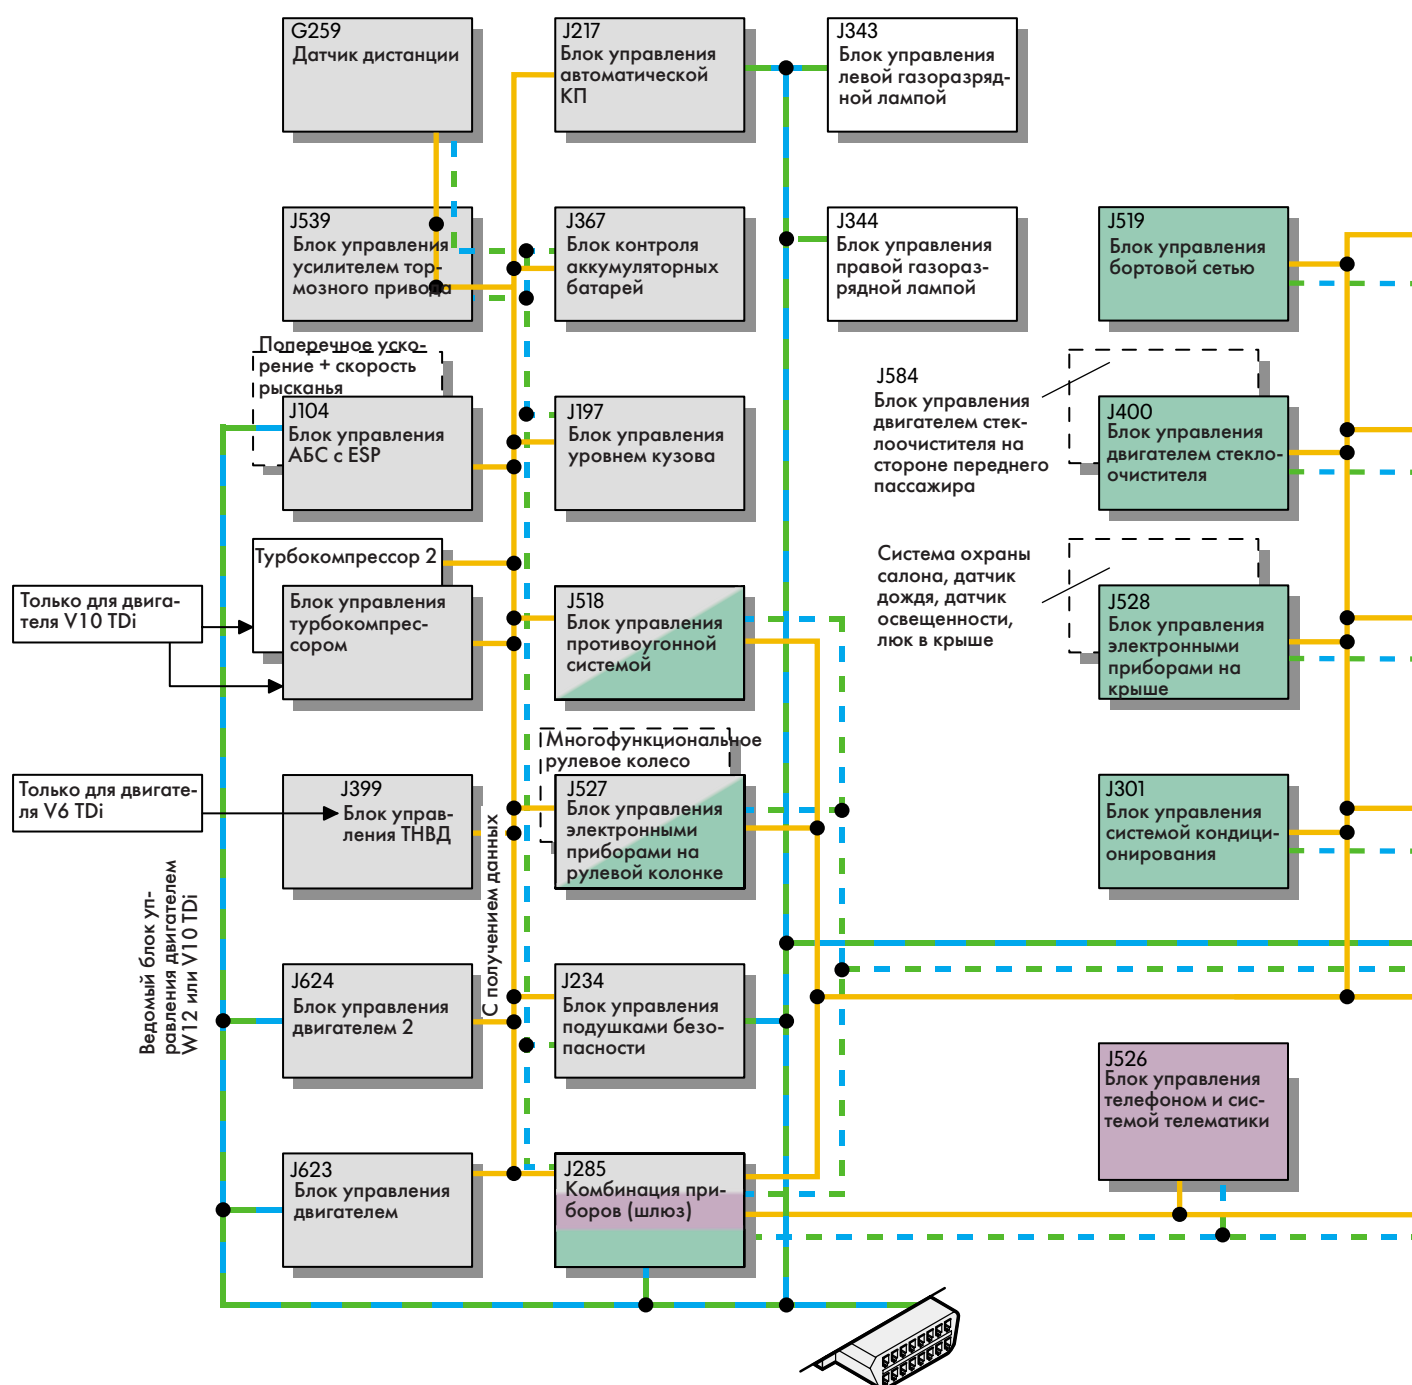 G259
Датчик дистанции
J217
Блок управления
автоматической
КП
J343
Блок управления
левой газоразряд-
ной лампой
J539
Блок управления
усилителем тор-
мозного привода
J367
Блок контроля
аккумуляторных
батарей
J344
Блок управления
правой газораз-
рядной лампой
J519
Блок управления
бортовой сетью
Поперечное уско-
рение + скорость
рысканья
J104
Блок управления
АБС с ESP
J197
Блок управления
уровнем кузова
J584
Блок управления
двигателем стек-
лоочистителя на
стороне переднего
пассажира
J400
Блок управления
двигателем стекло-
очистителя
Турбокомпрессор 2
Блок управления
турбокомпрес-
сором
Только для двига-
теля V10 TDi
J518
Блок управления
противоугонной
системой
Система охраны
салона, датчик
дождя, датчик
освещенности,
люк в крыше
J528
Блок управления
электронными
приборами на
крыше
Только для двигате-
ля V6 TDi
J399
Блок управ-
ления ТНВД
Многофункциональное
рулевое колесо
J527
Блок управления
электронными
приборами на
рулевой колонке
J301
Блок управления
системой кондици-
онирования
С получением данных
Ведомый блок уп-
равления двигателем
W12 или V10 TDi
J624
Блок управления
двигателем 2
J234
Блок управления
подушками безо-
пасности
J526
Блок управления
телефоном и сис-
темой телематики
J623
Блок управления
двигателем
J285
Комбинация при-
боров (шлюз)